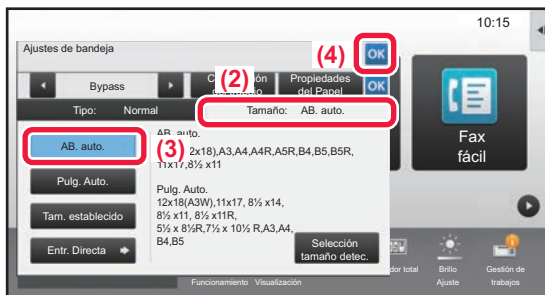 10:15
Ajustes de bandeja
(4)
OK
Bypass
(2)
Propiedades
del Papel
OK
Tipo: Normal
Tamaño: AB. auto.
AB. auto.
(3)
AB. auto.
2x18),A3,A4,A4R,A5R,B4,B5,B5R,
11x17,8½ x11
Pulg. Auto.
Pulg. Auto.
12x18(A3W),11x17, 8½ x14,
8½ x11, 8½ x11R,
5½ x 8½R,7½ x 10½ R,A3,A4,
B4,B5
Tam. establecido
Entr. Directa
Selección
tamaño detec.
Fax
fácil
Funcionamiento Visualización
dor total
Brillo
Ajuste
Gestión de
trabajos